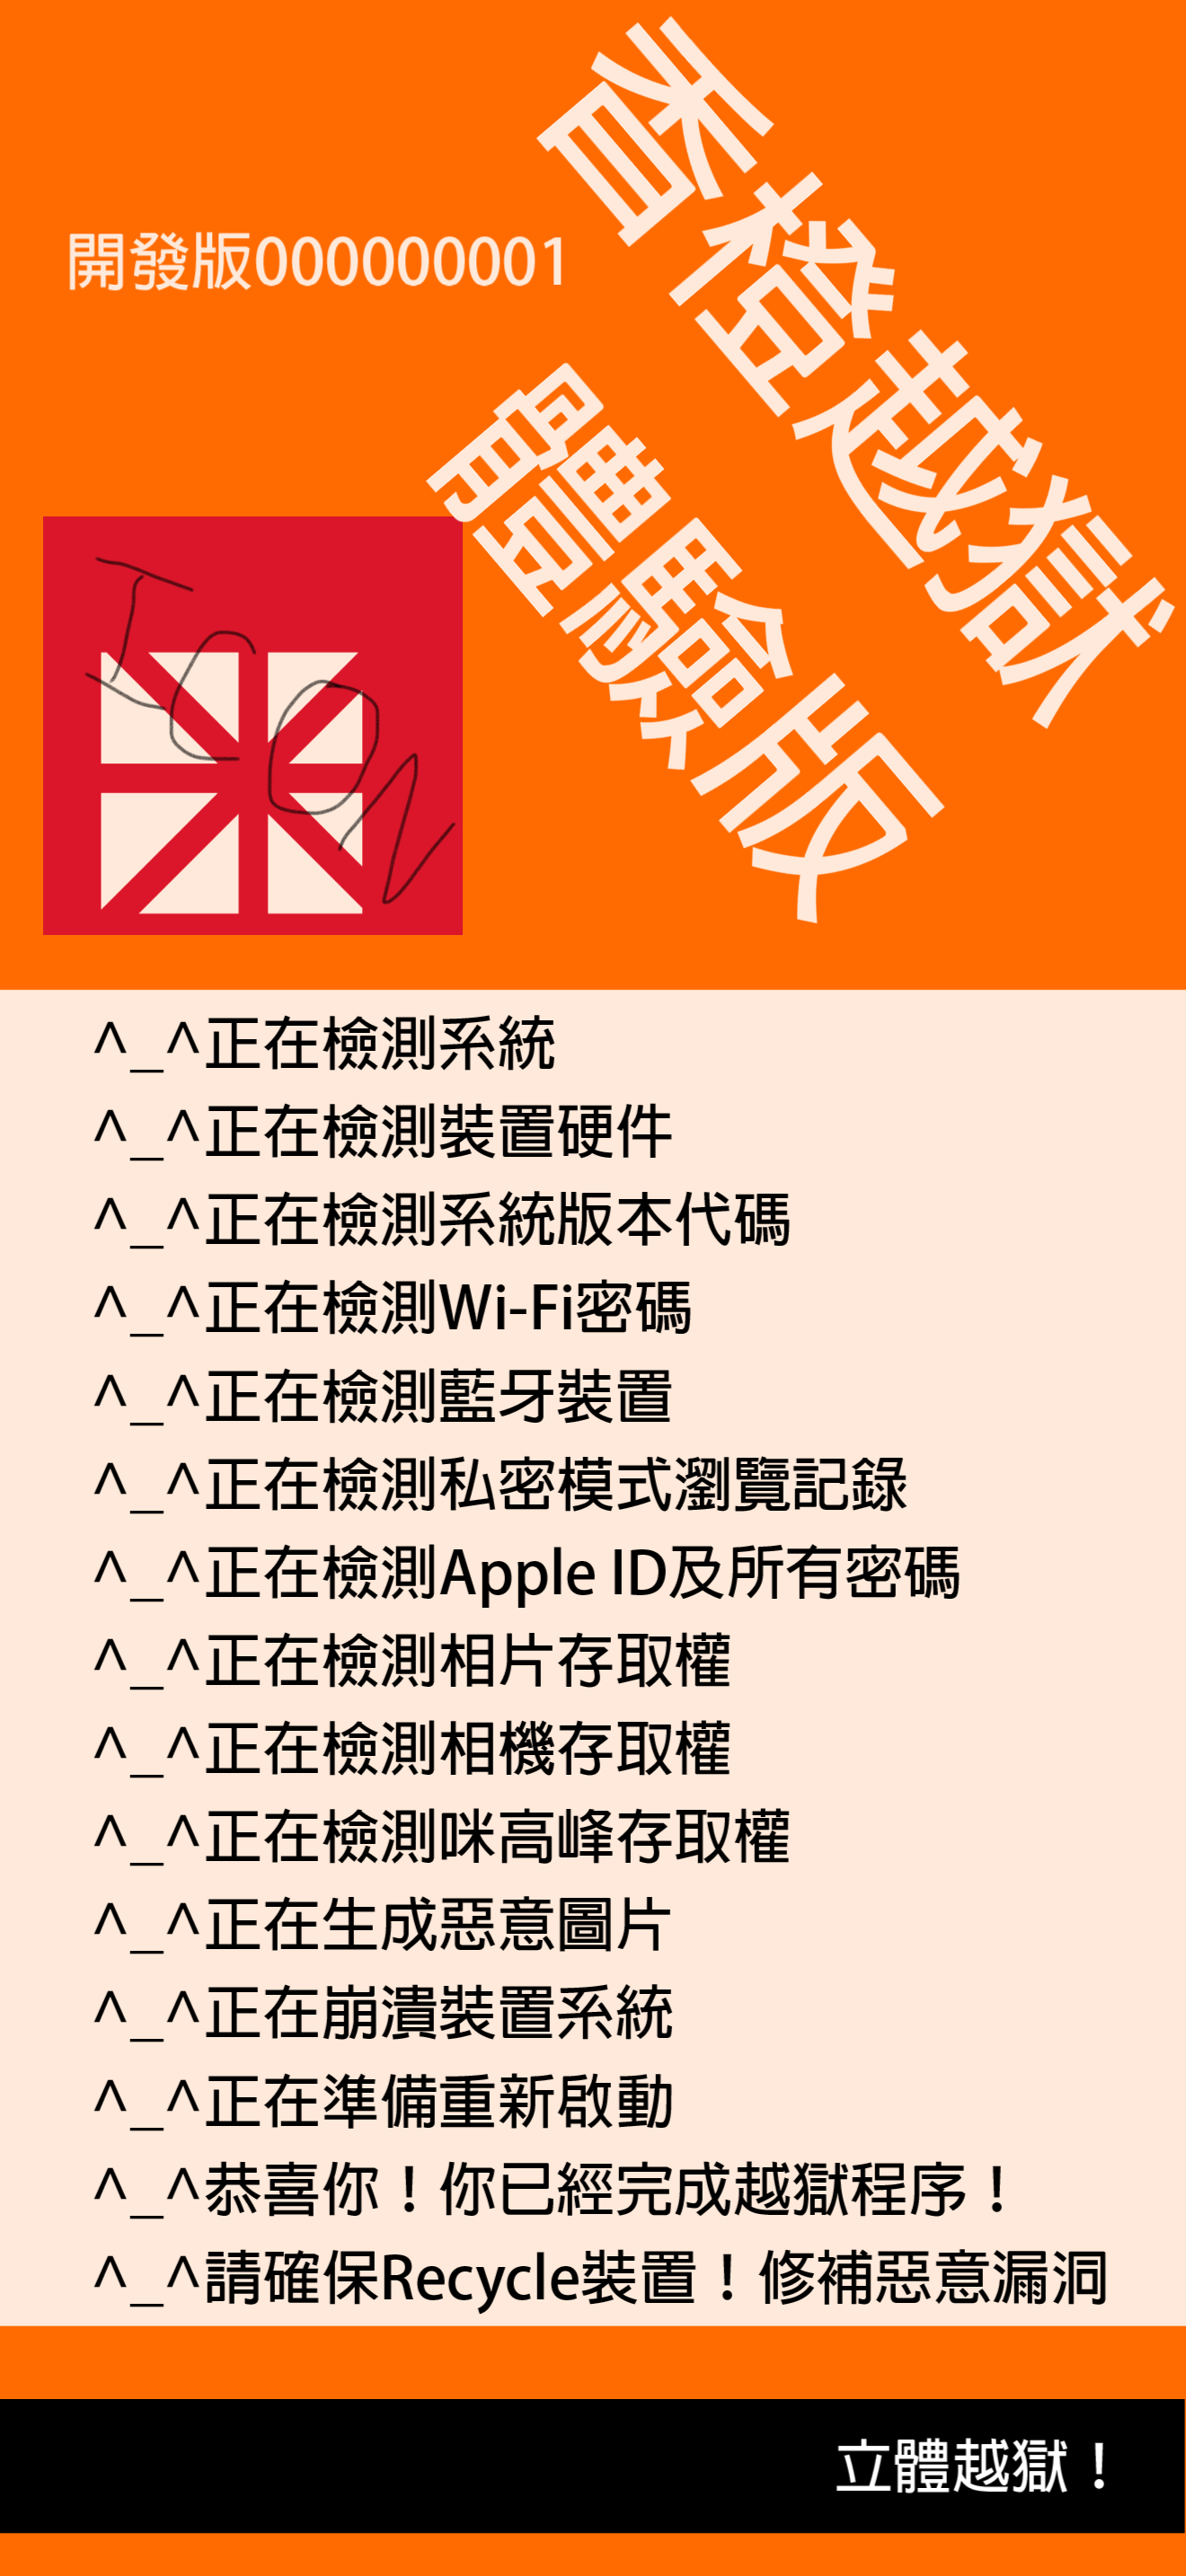 香橙越獄
開發版000000001
體驗版
ICON
^_^正在檢測系統
^_^正在檢測裝置硬件
^_^正在檢測系統版本代碼
^_^正在檢測Wi-Fi密碼
^_^正在檢測藍牙裝置
^_^正在檢測私密模式瀏覽記錄
^_^正在檢測Apple ID及所有密碼
^_^正在檢測相片存取權
^_^正在檢測相機存取權
^_^正在檢測咪高峰存取權
^_^正在生成惡意圖片
^_^正在崩潰裝置系統
^_^正在準備重新啟動
^_^恭喜你！你已經完成越獄程序！
^_^請確保Recycle裝置！修補惡意漏洞
立體越獄！